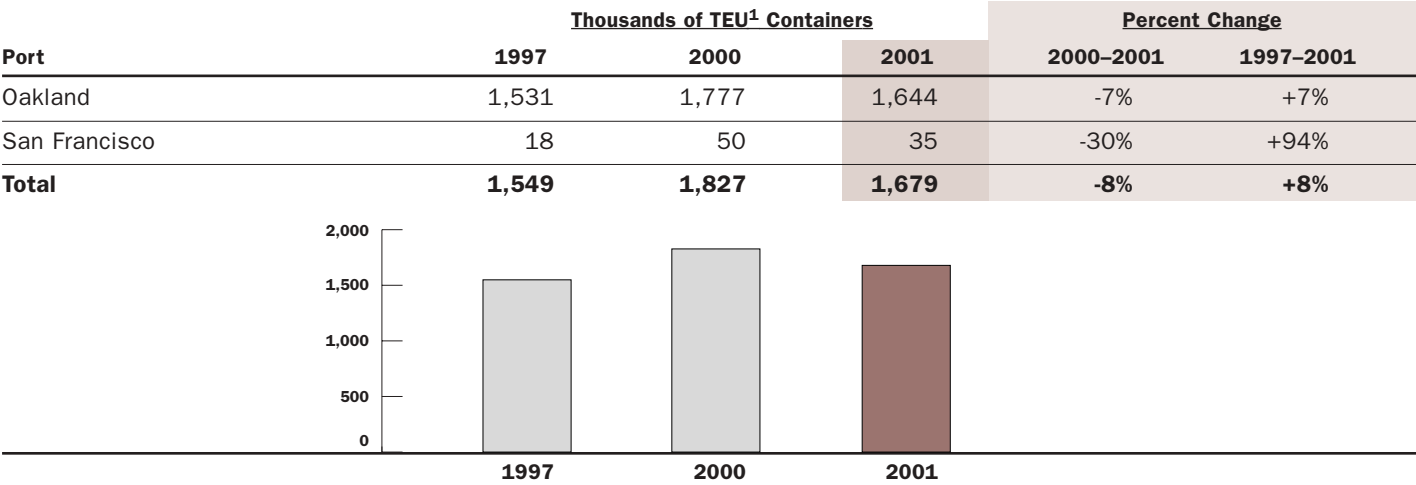 Thousands of TEU1 Containers Percent Change
Port 1997 2000 2001 2000–2001 1997–2001
Oakland 1,531 1,777 1,644 -7% +7%
San Francisco 18 50 35 -30% +94%
Total 1,549 1,827 1,679 -8% +8%
2,000
1,500
1,000
500
0
1997 2000 2001